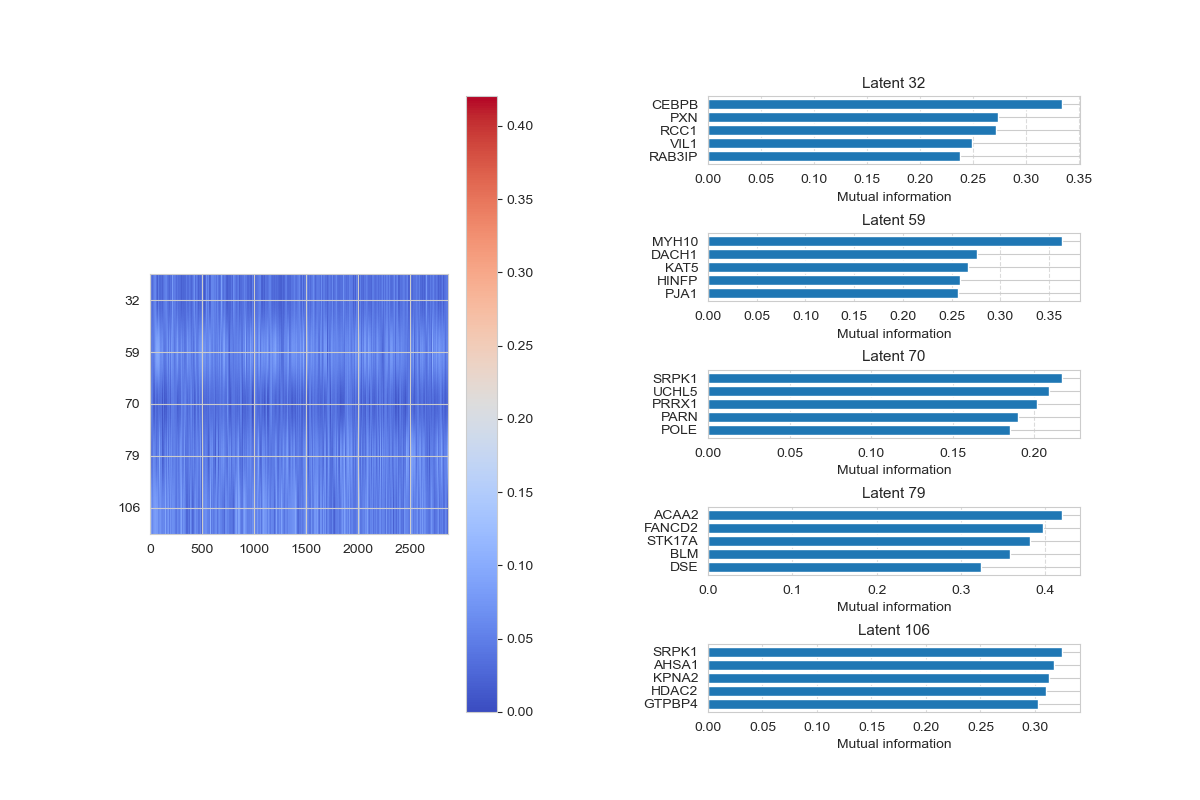 32
59
70
79
106
0 500 1000 1500 2000 2500
0.40
0.35
0.30
0.25
0.20
0.15
0.10
0.05
0.00
Latent 32
CEBPB
PXN
RCC1
VIL1
RAB3IP
0.00 0.05 0.10 0.15 0.20 0.25 0.30 0.35
Mutual information
Latent 59
MYH10
DACH1
KAT5
HINFP
PJA1
0.00 0.05 0.10 0.15 0.20 0.25 0.30 0.35
Mutual information
Latent 70
SRPK1
UCHL5
PRRX1
PARN
POLE
0.00 0.05 0.10 0.15 0.20
Mutual information
Latent 79
ACAA2
FANCD2
STK17A
BLM
DSE
0.0 0.1 0.2 0.3 0.4
Mutual information
Latent 106
SRPK1
AHSA1
KPNA2
HDAC2
GTPBP4
0.00 0.05 0.10 0.15 0.20 0.25 0.30
Mutual information